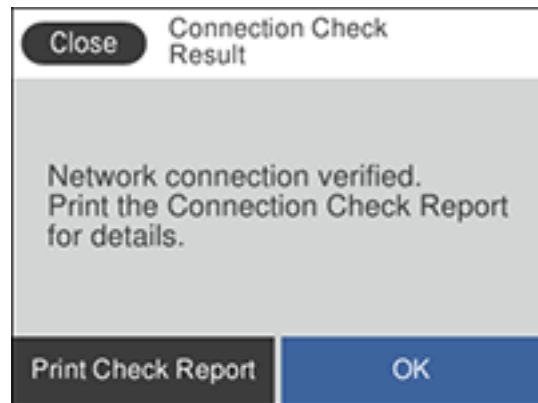 Close
Connection Check
Result
Network connection verified.
Print the Connection Check Report
for details.
Print Check Report
OK